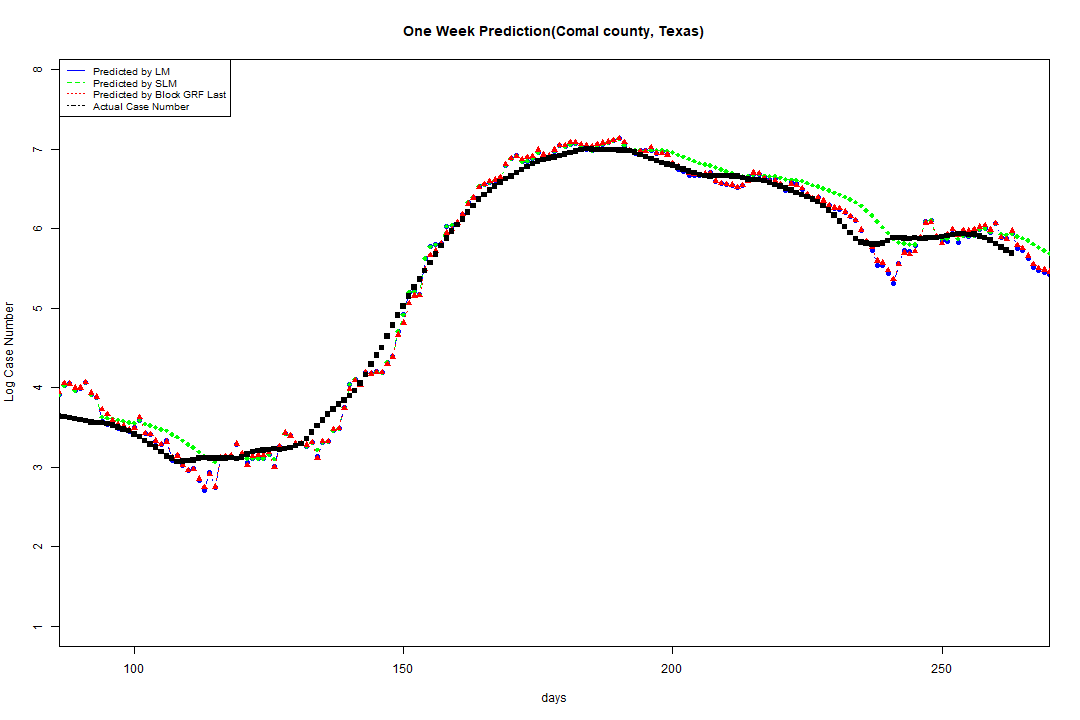 One Week Prediction(Comal county, Texas)
8
Predicted by LM
Predicted by SLM
Predicted by Block GRF Last
Actual Case Number
7
6
5
4
3
2
1
Log Case Number
100 150 200 250
days